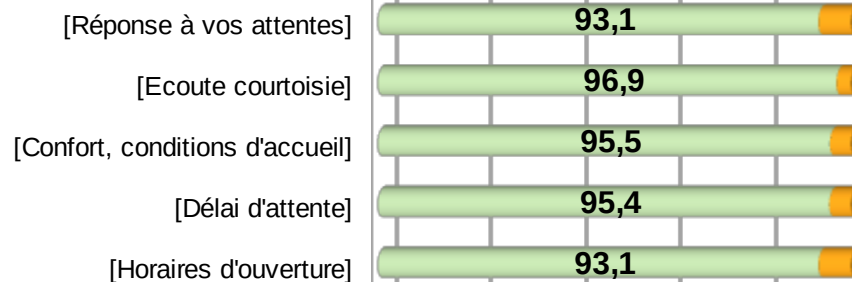 [Réponse à vos attentes] 93,1
[Ecoute courtoisie] 96,9
[Confort, conditions d'accueil] 95,5
[Délai d'attente] 95,4
[Horaires d'ouverture] 93,1